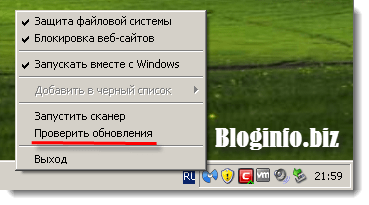 Защита файловой системы
Блокировка веб-сайтов
Запускать вместе с Windows
Добавить в черный список
Запустить сканер
Проверить обновления
Bloginfo.biz
Выход
RL
21:59